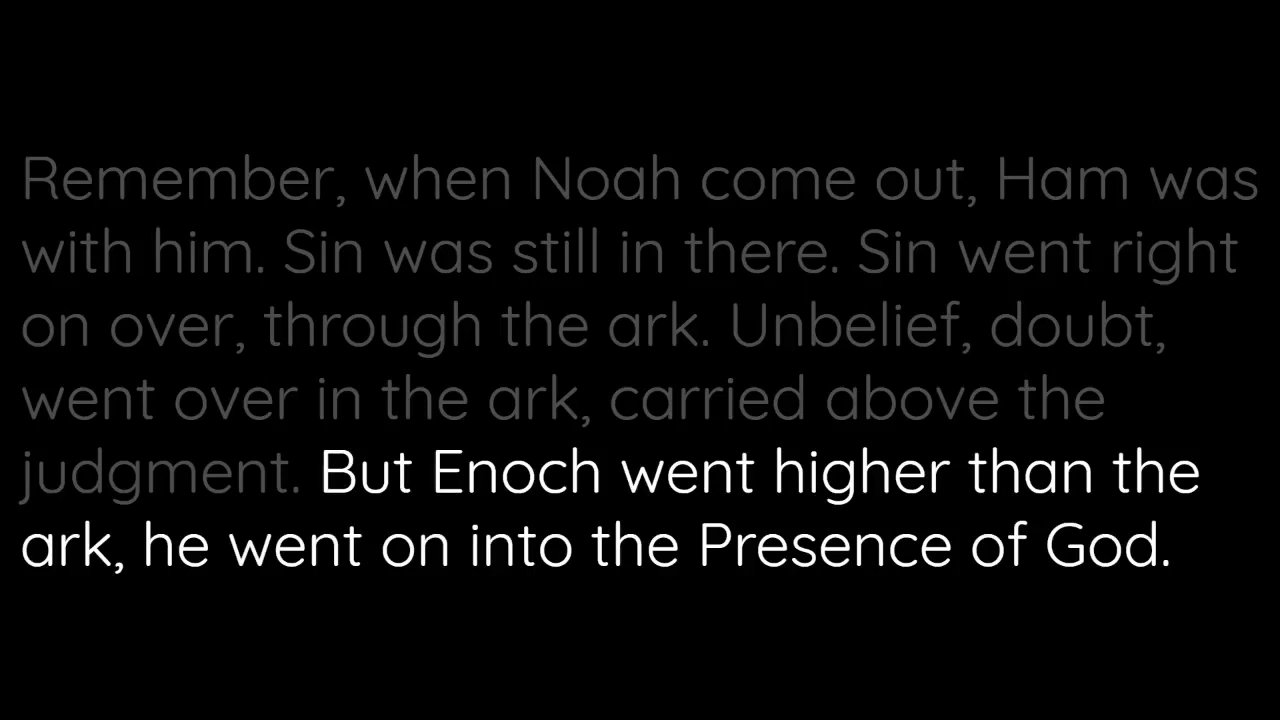 Remember, when Noah come out, Ham was
with him. Sin was still in there. Sin went right
on over, through the ark. Unbelief, doubt,
went over in the ark, carried above the
judgment. But Enoch went higher than the
ark, he went on into the Presence of God.